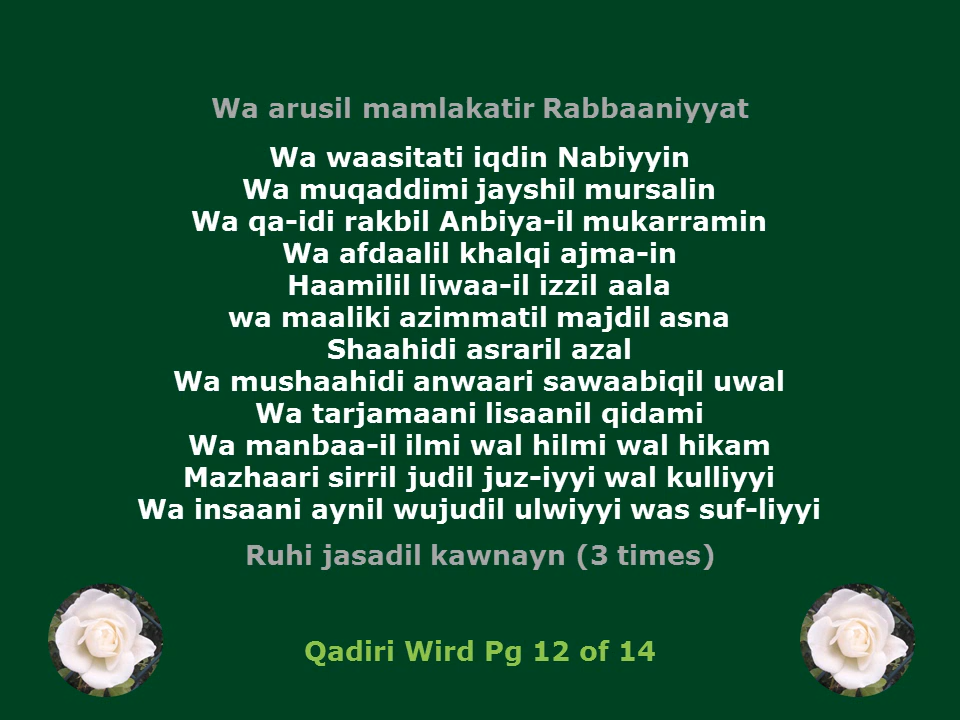 Wa arusil mamlakatir Rabbaaniyyat
Wa waasitati iqdin Nabiyyin
Wa muqaddimi jayshil mursalin
Wa qa-idi rakbil Anbiya-il mukarramin
Wa afdaalil khalqi ajma-in
Haamilil liwaa-il izzil aala
wa maaliki azimmatil majdil asna
Shaahidi asraril azal
Wa mushaahidi anwaari sawaabiqil uwal
Wa tarjamaani lisaanil qidami
Wa manbaa-il ilmi wal hilmi wal hikam
Mazhaari sirril judil juz-iyyi wal kulliyyi
Wa insaani aynil wujudil ulwiyyi was suf-liyyi
Ruhi jasadil kawnayn (3 times)
Qadiri Wird Pg 12 of 14